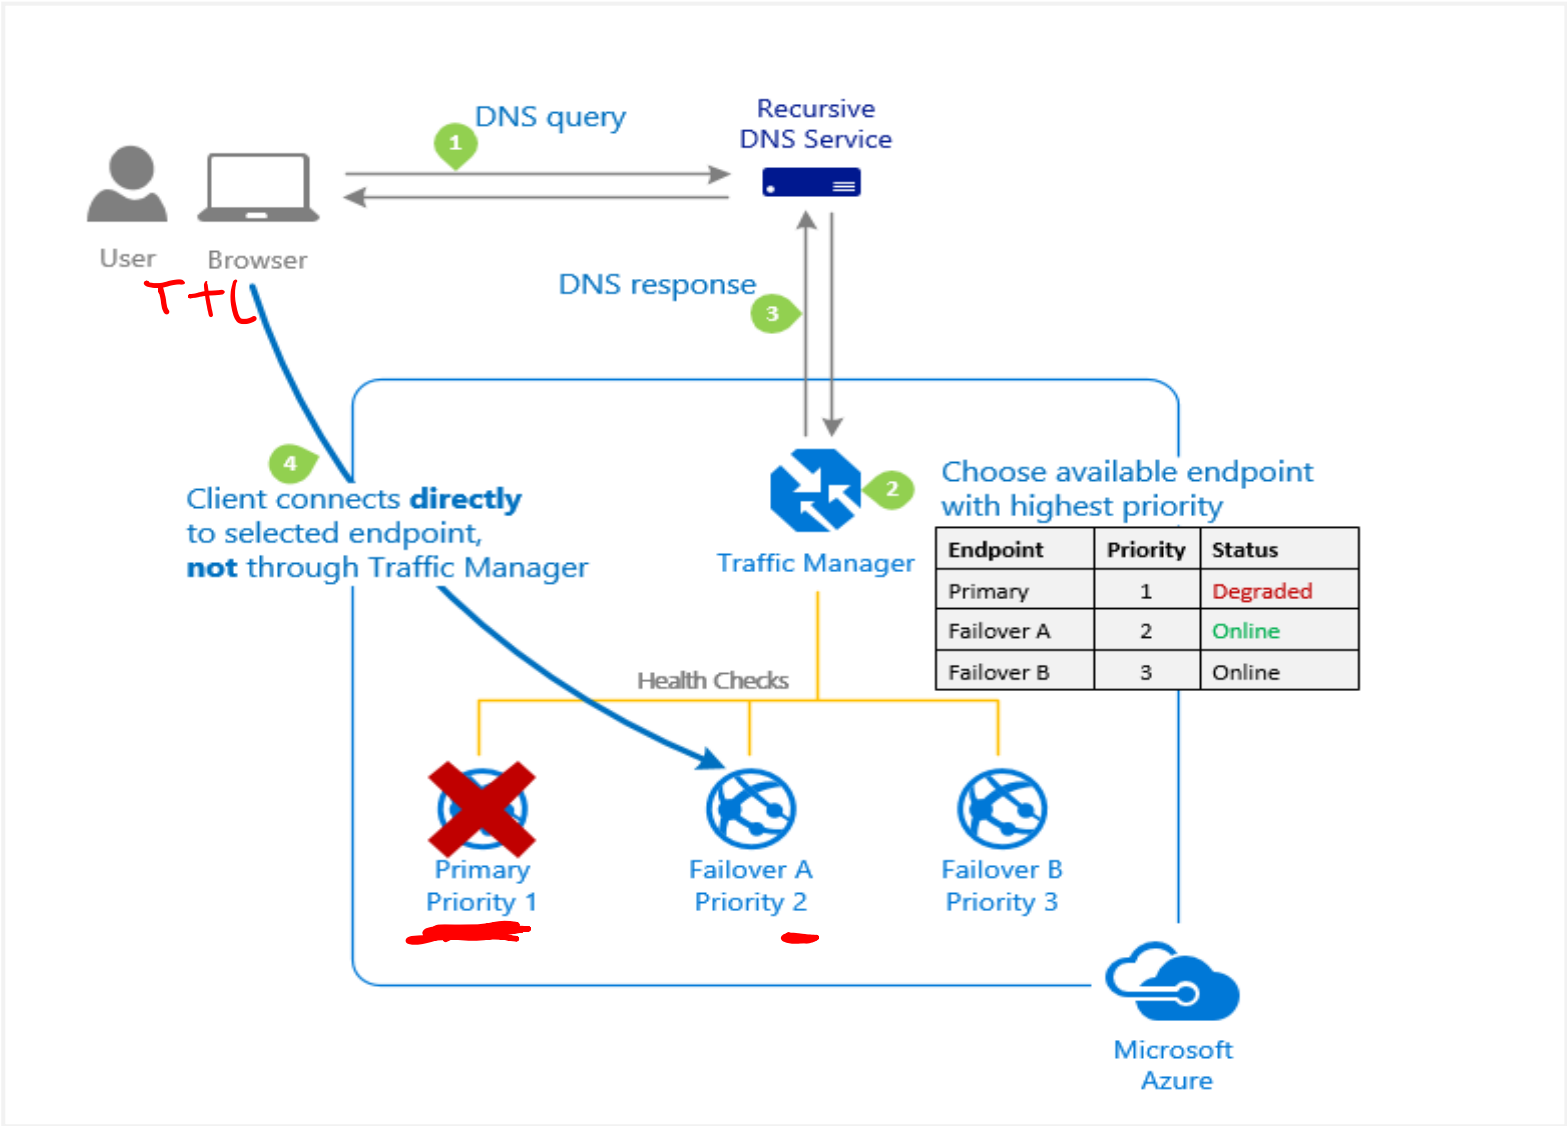 DNS query
1
Recursive
DNS Service
User
Browser
TtL
DNS response
3
4
Client connects directly
to selected endpoint,
not through Traffic Manager
2
Traffic Manager
Choose available endpoint
with highest priority
Endpoint Priority Status
Primary 1 Degraded
Failover A 2 Online
Failover B 3 Online
Health Checks
Primary
Priority 1
Failover A
Priority 2
Failover B
Priority 3
Microsoft
Azure